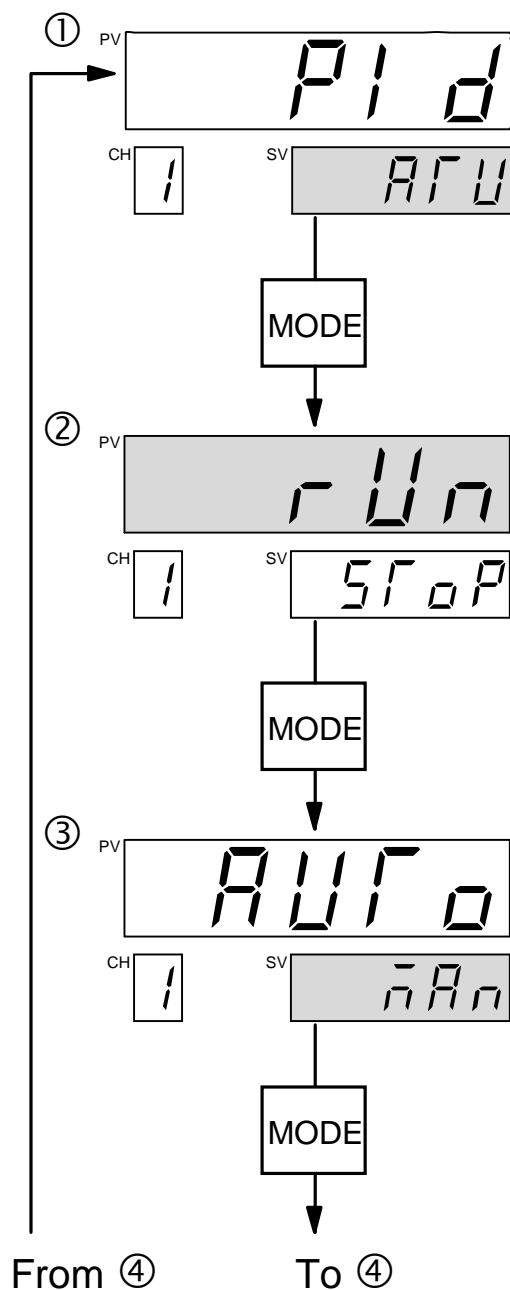 ①
PV PI d
CH 1 SV ATU
MODE
②
PV rUn
CH 1 SV SToP
MODE
③
PV AUTo
CH 1 SV mAn
MODE
From ④ To ④